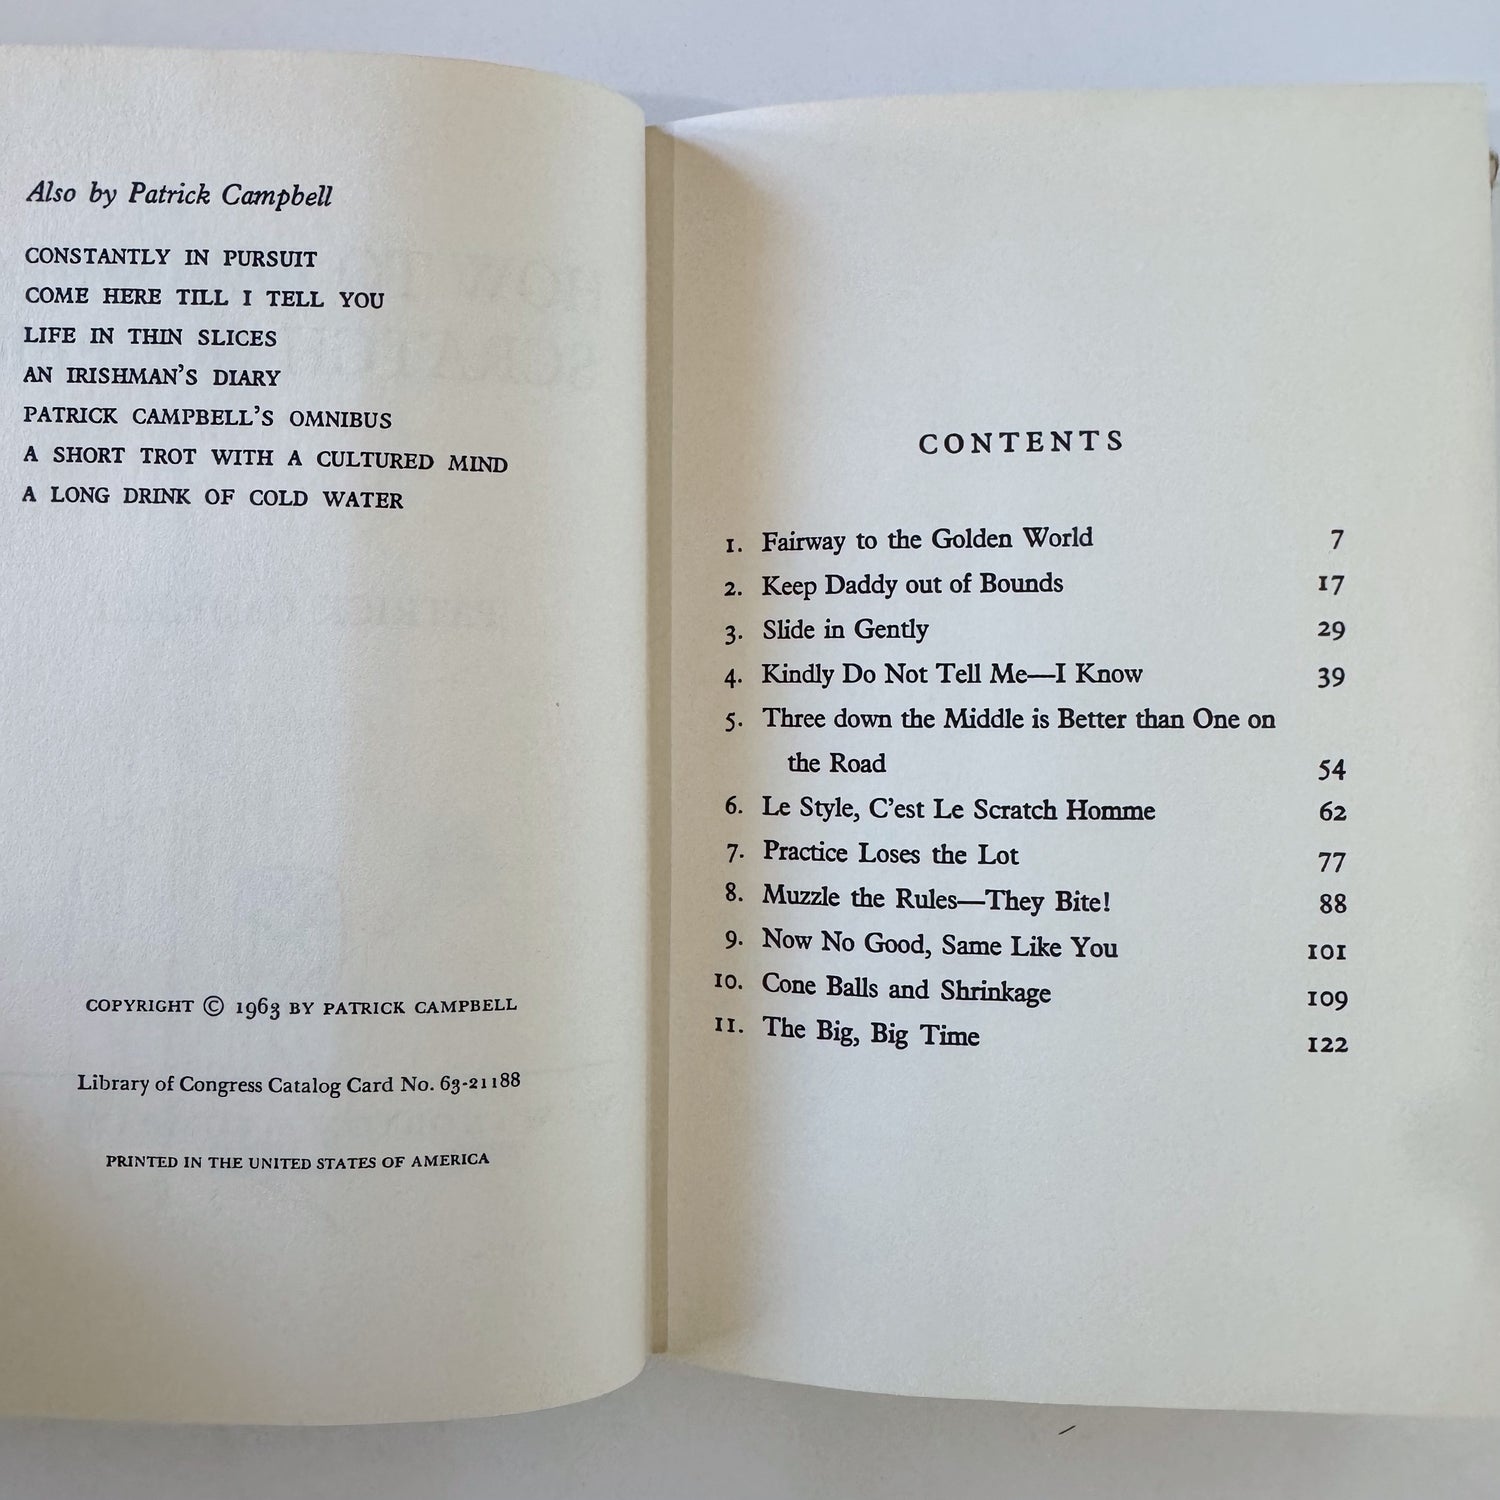 Also by Patrick Campbell
CONSTANTLY IN PURSUIT
COME HERE TILL I TELL YOU
LIFE IN THIN SLICES
AN IRISHMAN'S DIARY
PATRICK CAMPBELL'S OMNIBUS
A SHORT TROT WITH A CULTURED MIND
A LONG DRINK OF COLD WATER
COPYRIGHT © 1963 BY PATRICK CAMPBELL
Library of Congress Catalog Card No. 63-21188
PRINTED IN THE UNITED STATES OF AMERICA
CONTENTS
1. Fairway to the Golden World 7
2. Keep Daddy out of Bounds 17
3. Slide in Gently 29
4. Kindly Do Not Tell Me—I Know 39
5. Three down the Middle is Better than One on
the Road 54
6. Le Style, C'est Le Scratch Homme 62
7. Practice Loses the Lot 77
8. Muzzle the Rules—They Bite! 88
9. Now No Good, Same Like You 101
10. Cone Balls and Shrinkage 109
11. The Big, Big Time 122